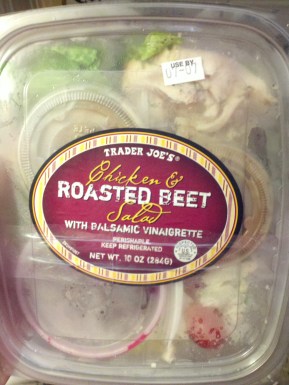 USE BY
07-07
TRADER JOE'S®
Chicken &
ROASTED BEET
Salad
WITH BALSAMIC VINAIGRETTE
PERISHABLE
KEEP REFRIGERATED
NET WT. 10 OZ (284G)